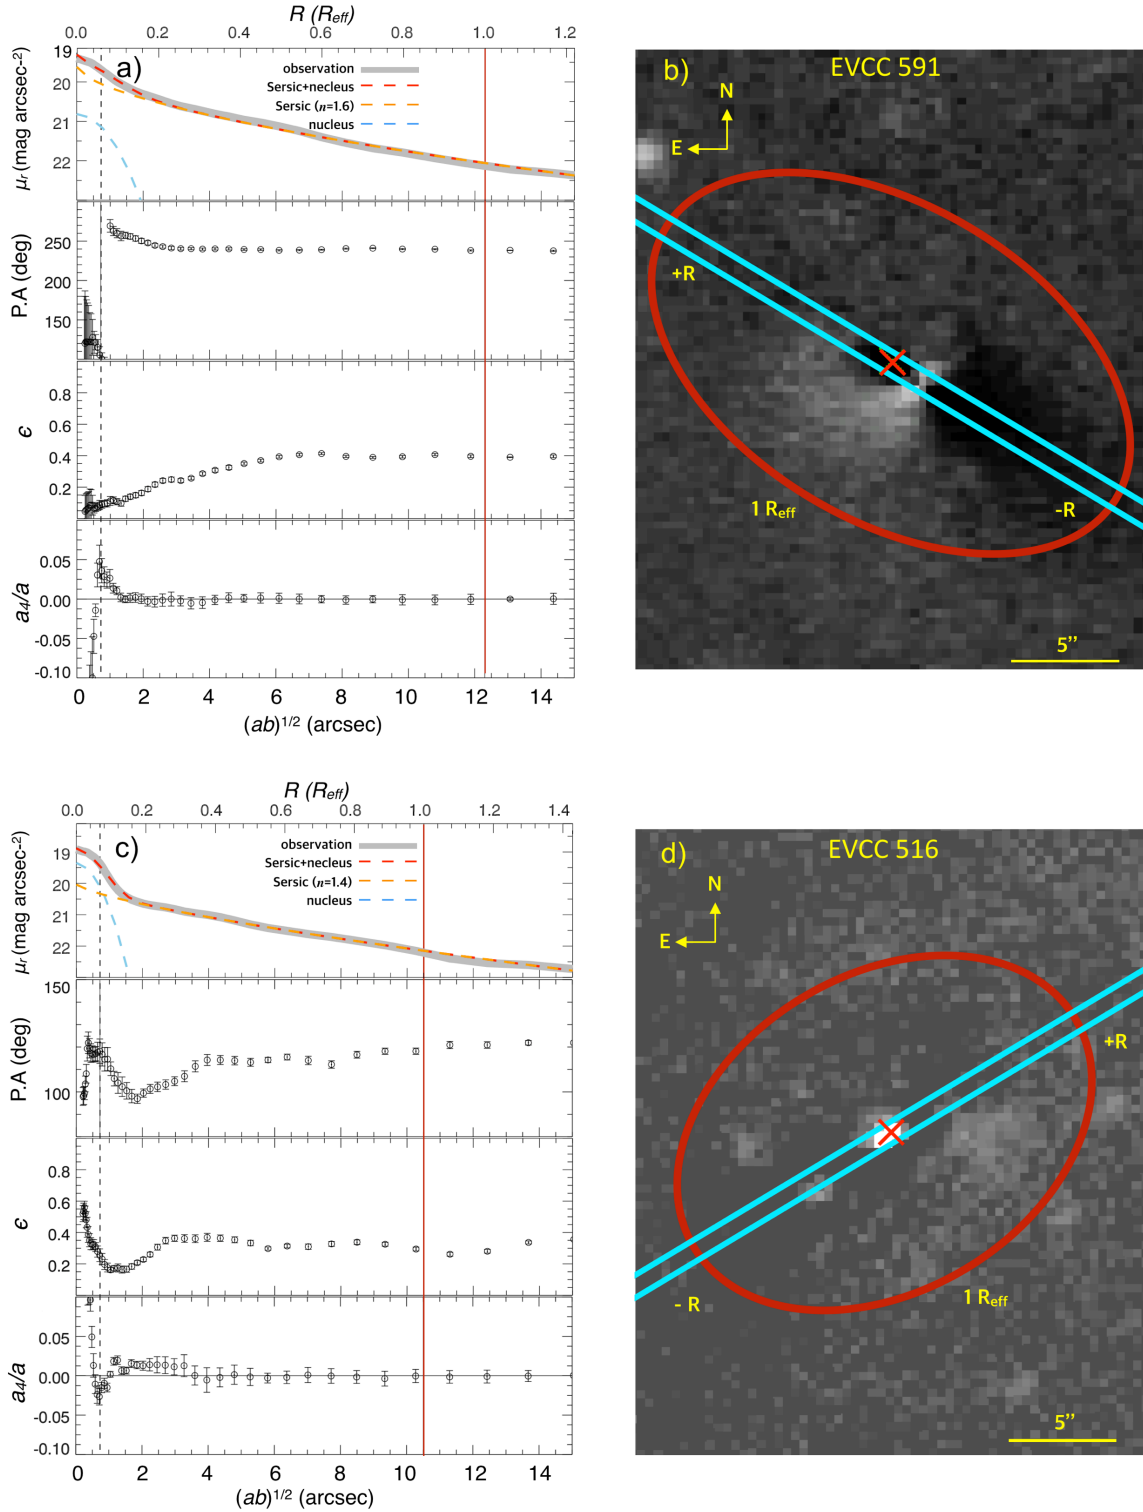 R (Reff)
0.0 0.2 0.4 0.6 0.8 1.0 1.2
a)
observation
Sersic+necleus
Sersic (n=1.6)
nucleus
19
20
21
22
μr (mag arcsec⁻²)
250
200
150
P.A (deg)
0.8
0.6
0.4
0.2
ϵ
0.05
0.00
-0.05
-0.10
a4/a
0 2 4 6 8 10 12 14
(ab)1/2 (arcsec)
b)
EVCC 591
N
E
+R
1 Reff
-R
5’’
R (Reff)
0.0 0.2 0.4 0.6 0.8 1.0 1.2 1.4
c)
observation
Sersic+necleus
Sersic (n=1.4)
nucleus
19
20
21
22
μr (mag arcsec⁻²)
150
100
P.A (deg)
0.8
0.6
0.4
0.2
ϵ
0.05
0.00
-0.05
-0.10
a4/a
0 2 4 6 8 10 12 14
(ab)1/2 (arcsec)
d)
EVCC 516
N
E
+R
- R
1 Reff
5’’